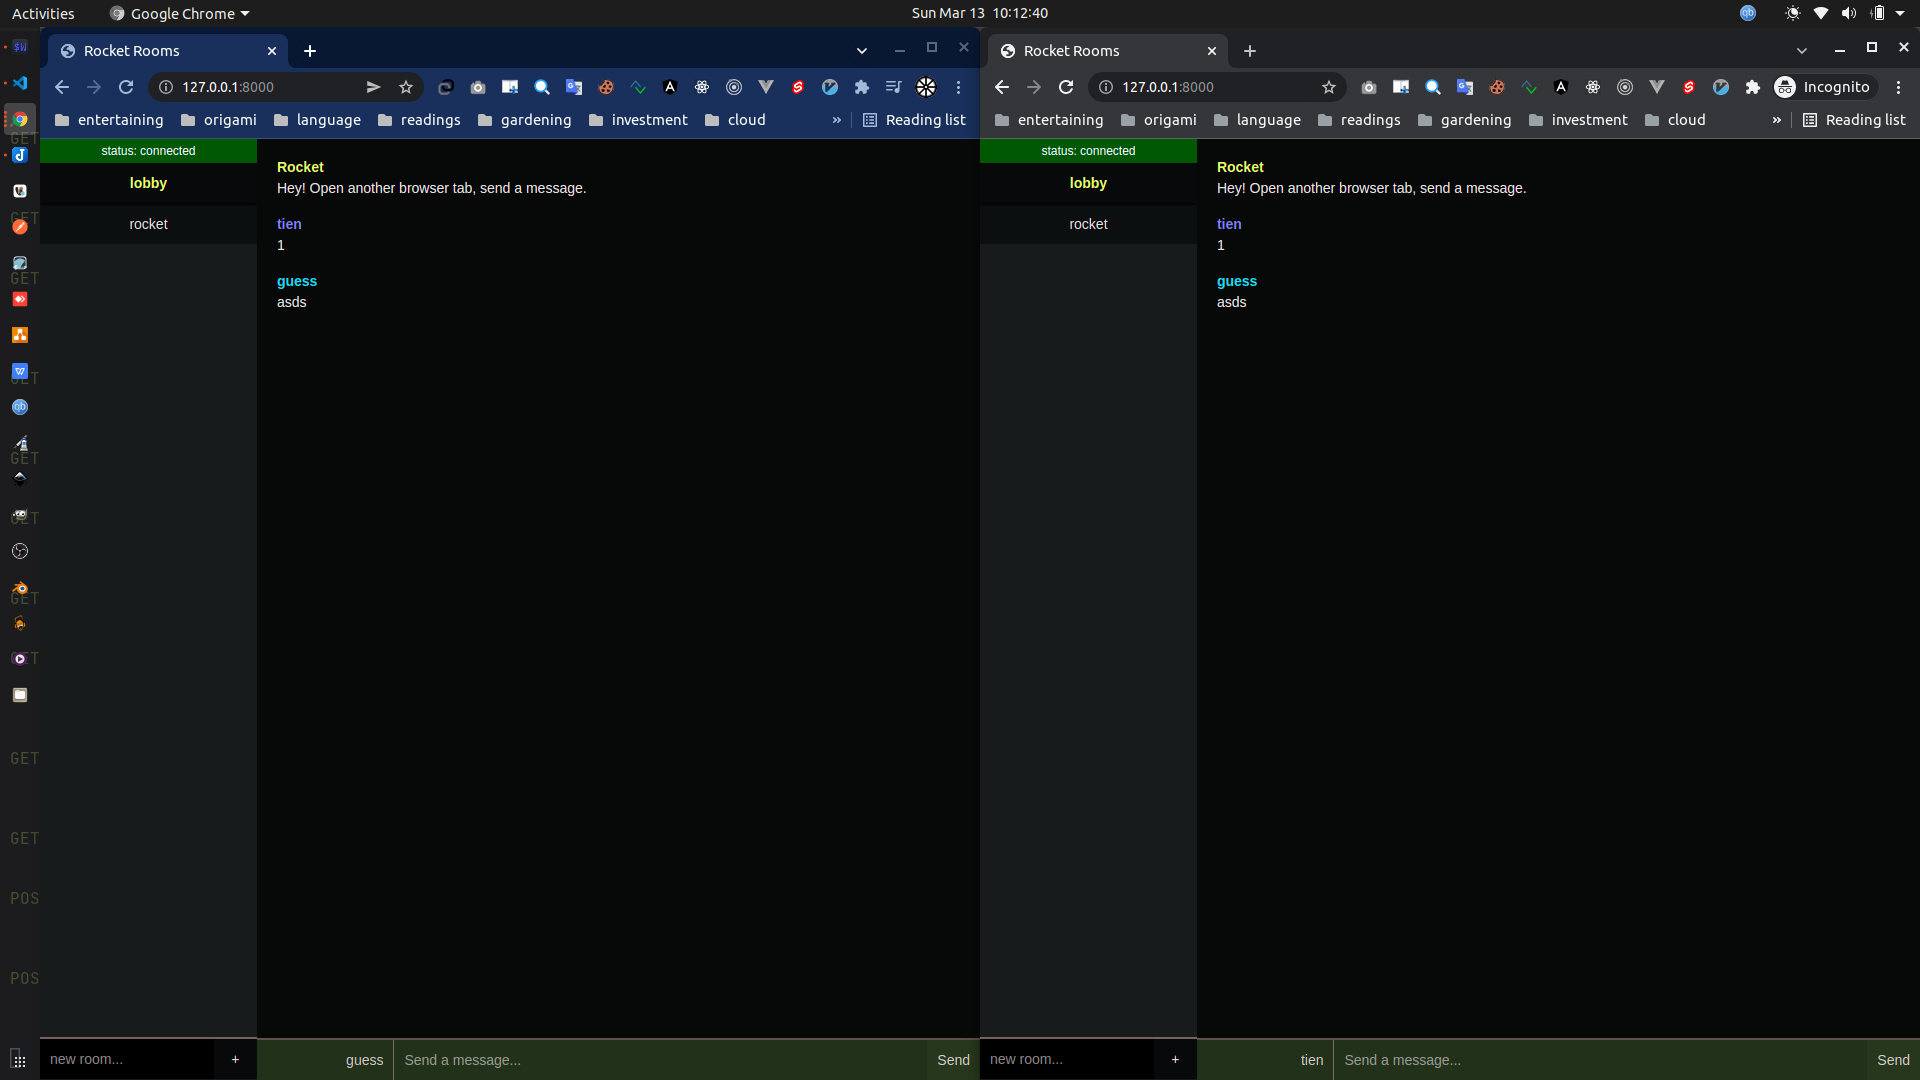 Activities Google Chrome Sun Mar 13 10:12:40
Rocket Rooms
127.0.0.1:8000
entertaining origami language readings gardening investment cloud » Reading list
status: connected
lobby
rocket
Rocket
Hey! Open another browser tab, send a message.
tien
1
guess
asds
new room... + guess Send a message... Send
Rocket Rooms
127.0.0.1:8000 Incognito
entertaining origami language readings gardening investment cloud » Reading list
status: connected
lobby
rocket
Rocket
Hey! Open another browser tab, send a message.
tien
1
guess
asds
new room... + tien Send a message... Send
GET
GET
GET
GET
GET
GET
GET
GET
GET
GET
POS
POS